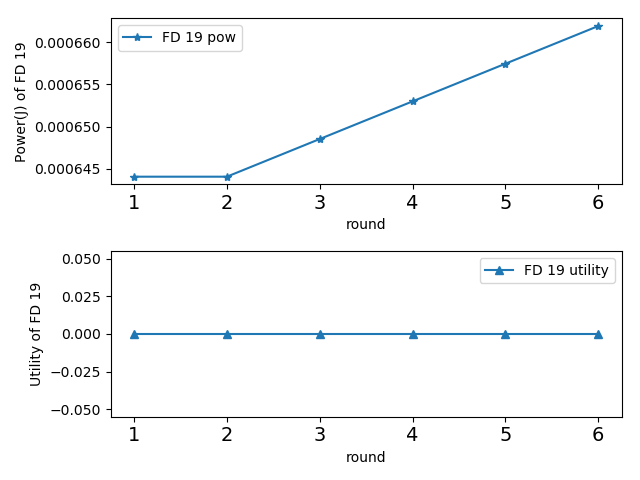 Power(J) of FD 19
0.000660
0.000655
0.000650
0.000645
FD 19 pow
1 2 3 4 5 6
round
Utility of FD 19
0.050
0.025
0.000
−0.025
−0.050
FD 19 utility
1 2 3 4 5 6
round